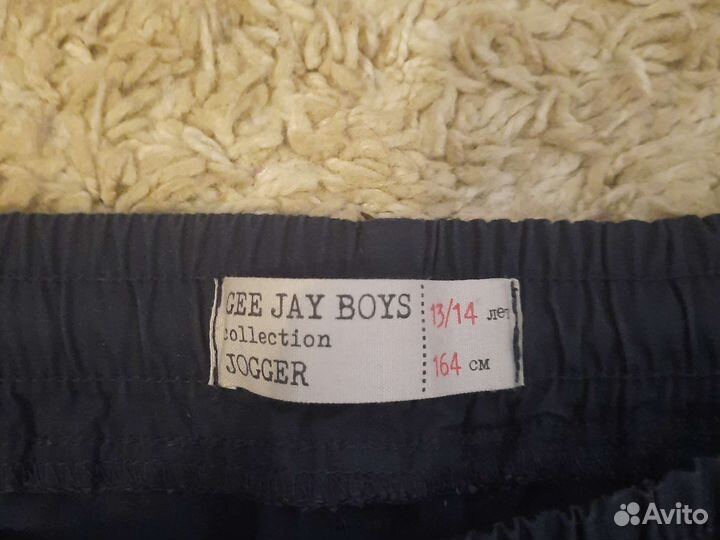 GEE JAY BOYS
collection
JOGGER
13/14 лет
164 см
Avito